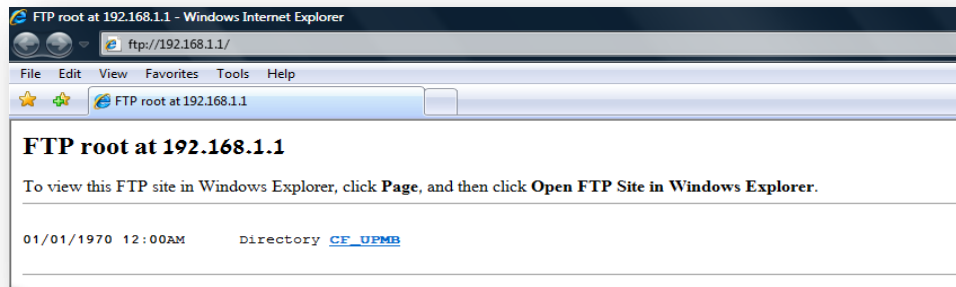 FTP root at 192.168.1.1 - Windows Internet Explorer
ftp://192.168.1.1/
File Edit View Favorites Tools Help
FTP root at 192.168.1.1
FTP root at 192.168.1.1
To view this FTP site in Windows Explorer, click Page, and then click Open FTP Site in Windows Explorer.
01/01/1970 12:00AM Directory CF_UPMB